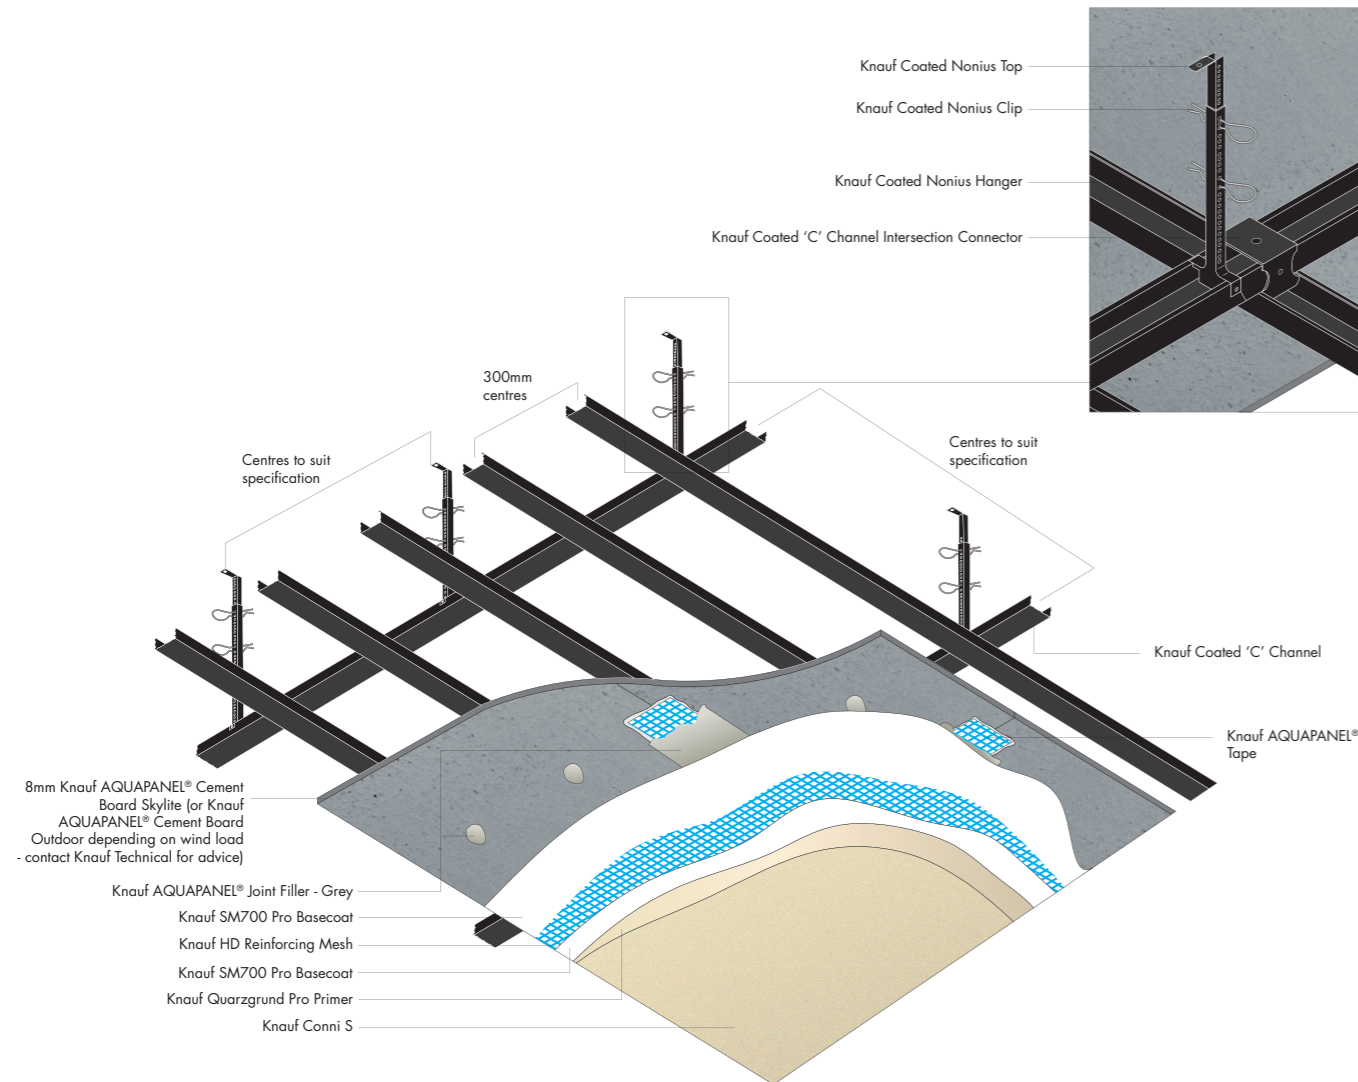 Knauf Coated Nonius Top
Knauf Coated Nonius Clip
Knauf Coated Nonius Hanger
Knauf Coated ‘C’ Channel Intersection Connector
300mm
centres
Centres to suit
specification
Centres to suit
specification
Knauf Coated ‘C’ Channel
Knauf AQUAPANEL®
Tape
8mm Knauf AQUAPANEL® Cement
Board Skylite (or Knauf
AQUAPANEL® Cement Board
Outdoor depending on wind load
- contact Knauf Technical for advice)
Knauf AQUAPANEL® Joint Filler - Grey
Knauf SM700 Pro Basecoat
Knauf HD Reinforcing Mesh
Knauf SM700 Pro Basecoat
Knauf Quarzgrund Pro Primer
Knauf Conni S